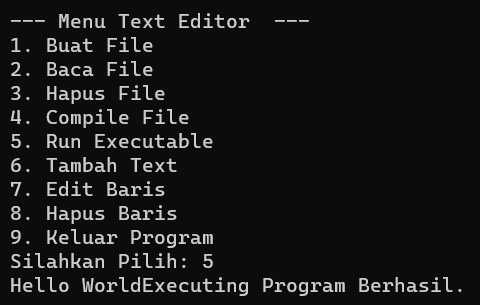 --- Menu Text Editor  ---
1. Buat File
2. Baca File
3. Hapus File
4. Compile File
5. Run Executable
6. Tambah Text
7. Edit Baris
8. Hapus Baris
9. Keluar Program
Silahkan Pilih: 5
Hello WorldExecuting Program Berhasil.